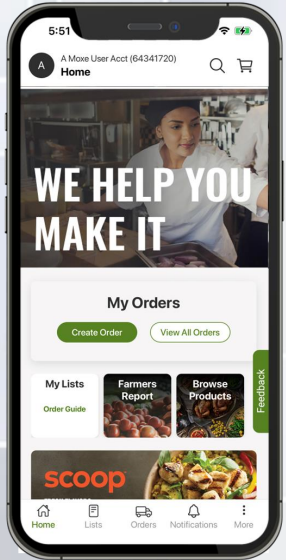 5:51
A
A Moxe User Acct (64341720)
Home
WE HELP YOU
MAKE IT
My Orders
Create Order
View All Orders
Feedback
My Lists
Order Guide
Farmers
Report
Browse
Products
scoop
Home
Lists
Orders
Notifications
More